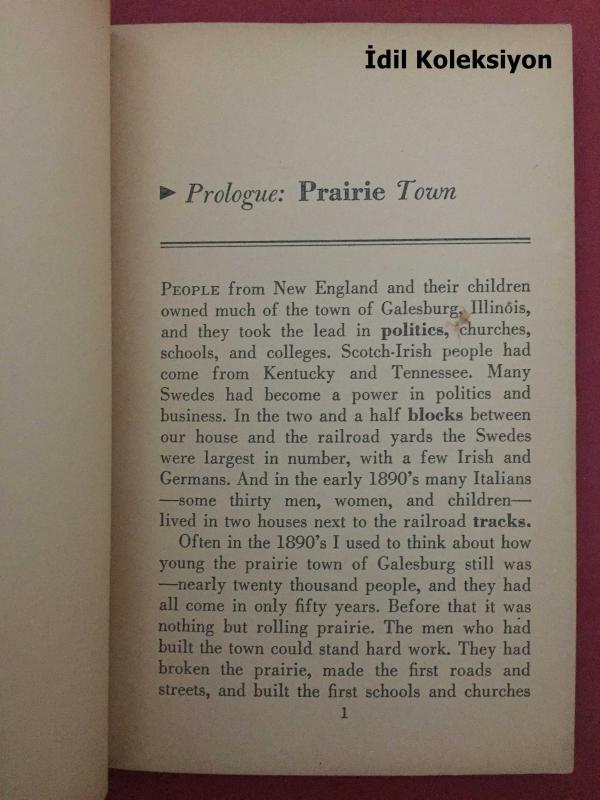 İdil Koleksiyon
► Prologue: Prairie Town
PEOPLE from New England and their children
owned much of the town of Galesburg, Illinois,
and they took the lead in politics, churches,
schools, and colleges. Scotch-Irish people had
come from Kentucky and Tennessee. Many
Swedes had become a power in politics and
business. In the two and a half blocks between
our house and the railroad yards the Swedes
were largest in number, with a few Irish and
Germans. And in the early 1890's many Italians
—some thirty men, women, and children—
lived in two houses next to the railroad tracks.
Often in the 1890's I used to think about how
young the prairie town of Galesburg still was
—nearly twenty thousand people, and they had
all come in only fifty years. Before that it was
nothing but rolling prairie. The men who had
built the town could stand hard work. They had
broken the prairie, made the first roads and
streets, and built the first schools and churches
1